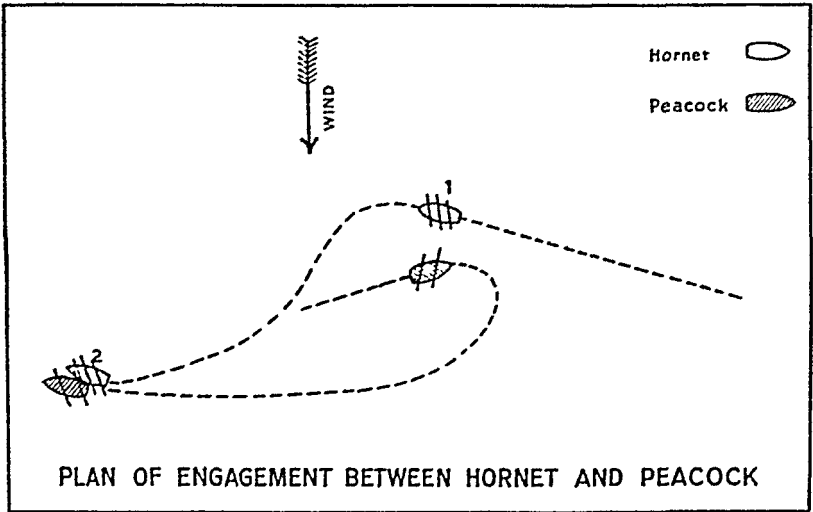 Hornet
Peacock
WIND
1
2
PLAN OF ENGAGEMENT BETWEEN HORNET AND PEACOCK